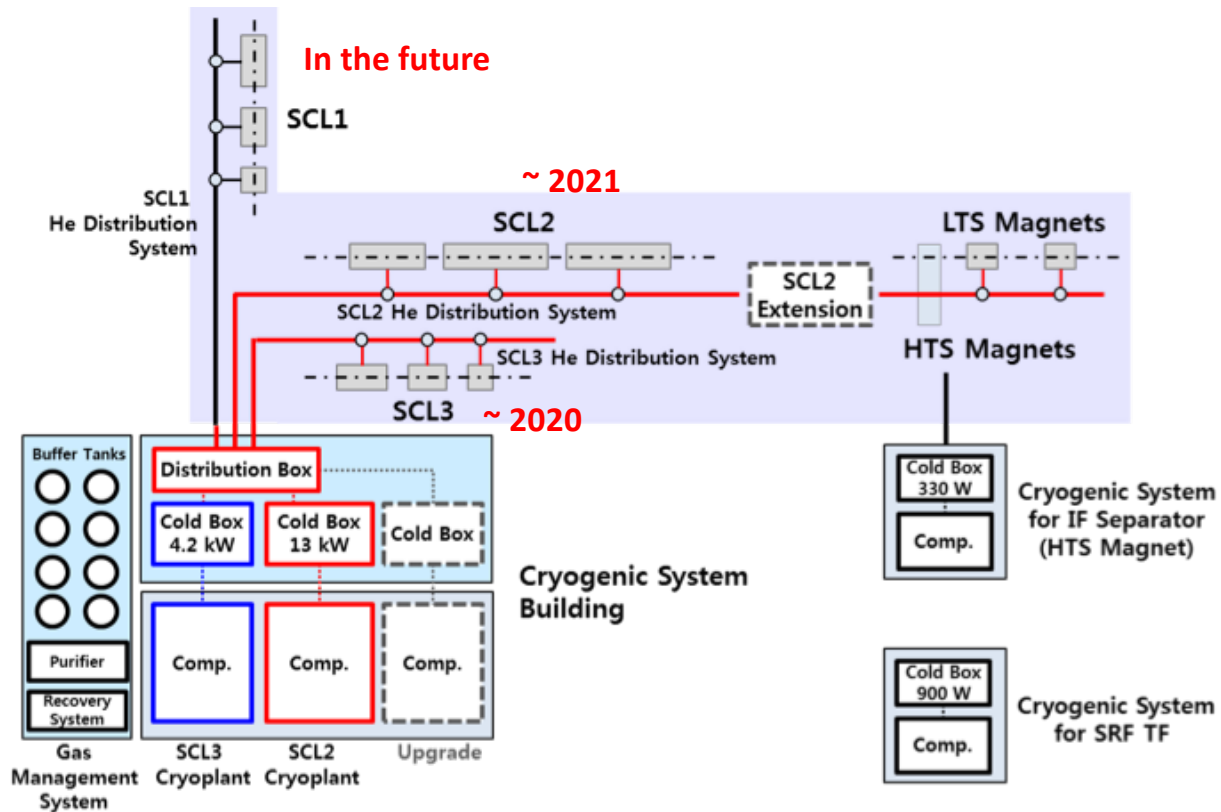 In the future
SCL1
SCL1
He Distribution
System
~ 2021
SCL2
LTS Magnets
SCL2
Extension
SCL2 He Distribution System
SCL3 He Distribution System
HTS Magnets
SCL3
~ 2020
Buffer Tanks
Purifier
Recovery
System
Gas
Management
System
Distribution Box
Cold Box
4.2 kW
Cold Box
13 kW
Cold Box
Comp.
Comp.
Comp.
SCL3
Cryoplant
SCL2
Cryoplant
Upgrade
Cryogenic System
Building
Cold Box
330 W
Comp.
Cryogenic System
for IF Separator
(HTS Magnet)
Cold Box
900 W
Comp.
Cryogenic System
for SRF TF